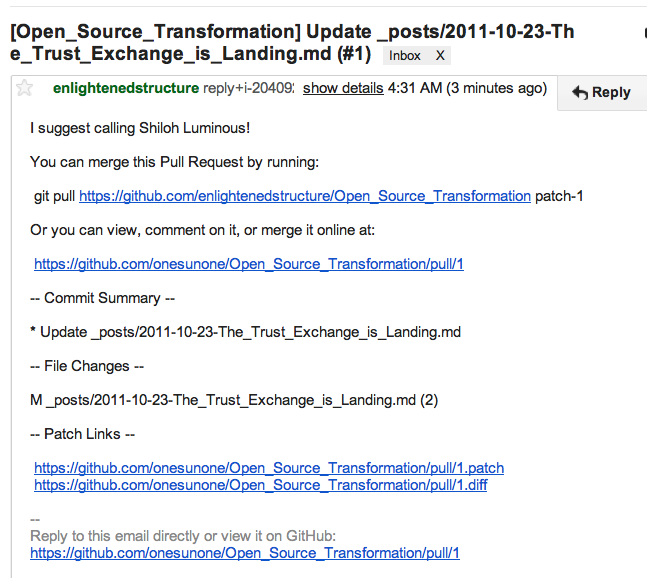 [Open_Source_Transformation] Update _posts/2011-10-23-Th
e_Trust_Exchange_is_Landing.md (#1) Inbox X
enlightenedstructure reply+i-20409 show details 4:31 AM (3 minutes ago) Reply
I suggest calling Shiloh Luminous!
You can merge this Pull Request by running:
git pull https://github.com/enlightenedstructure/Open_Source_Transformation patch-1
Or you can view, comment on it, or merge it online at:
https://github.com/onesunone/Open_Source_Transformation/pull/1
-- Commit Summary --
* Update _posts/2011-10-23-The_Trust_Exchange_is_Landing.md
-- File Changes --
M _posts/2011-10-23-The_Trust_Exchange_is_Landing.md (2)
-- Patch Links --
https://github.com/onesunone/Open_Source_Transformation/pull/1.patch
https://github.com/onesunone/Open_Source_Transformation/pull/1.diff
--
Reply to this email directly or view it on GitHub:
https://github.com/onesunone/Open_Source_Transformation/pull/1